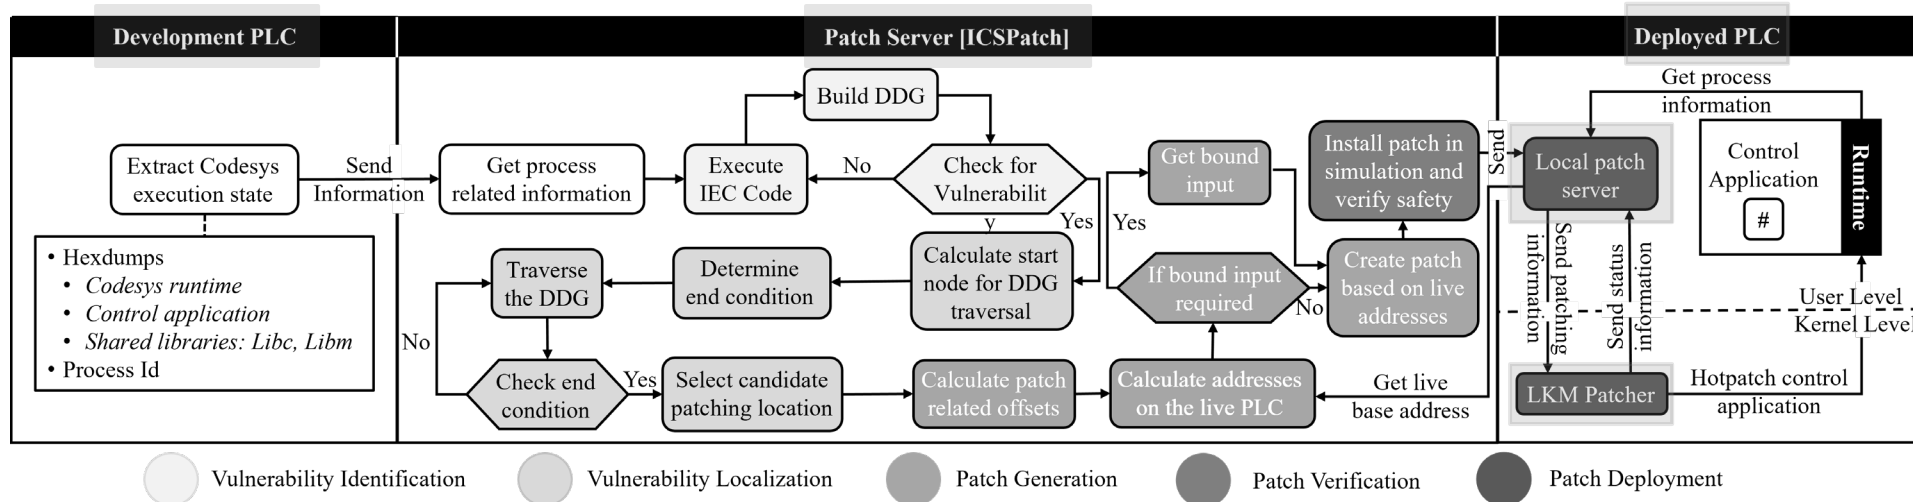 Development PLC
Patch Server [ICSPatch]
Deployed PLC
Extract Codesys
execution state
Send
Information
• Hexdumps
• Codesys runtime
• Control application
• Shared libraries: Libc, Libm
• Process Id
Get process
related information
Execute
IEC Code
Build DDG
No
Check for
Vulnerabilit
y
Yes
Calculate start
node for DDG
traversal
Determine
end condition
Traverse
the DDG
No
Check end
condition
Yes
Select candidate
patching location
Calculate patch
related offsets
Calculate addresses
on the live PLC
Get live
base address
If bound input
required
Yes
No
Get bound
input
Create patch
based on live
addresses
Install patch in
simulation and
verify safety
Send
Local patch
server
Get process
information
Control
Application
#
Runtime
Send patching
information
Send status
information
User Level
Kernel Level
LKM Patcher
Hotpatch control
application
Vulnerability Identification
Vulnerability Localization
Patch Generation
Patch Verification
Patch Deployment